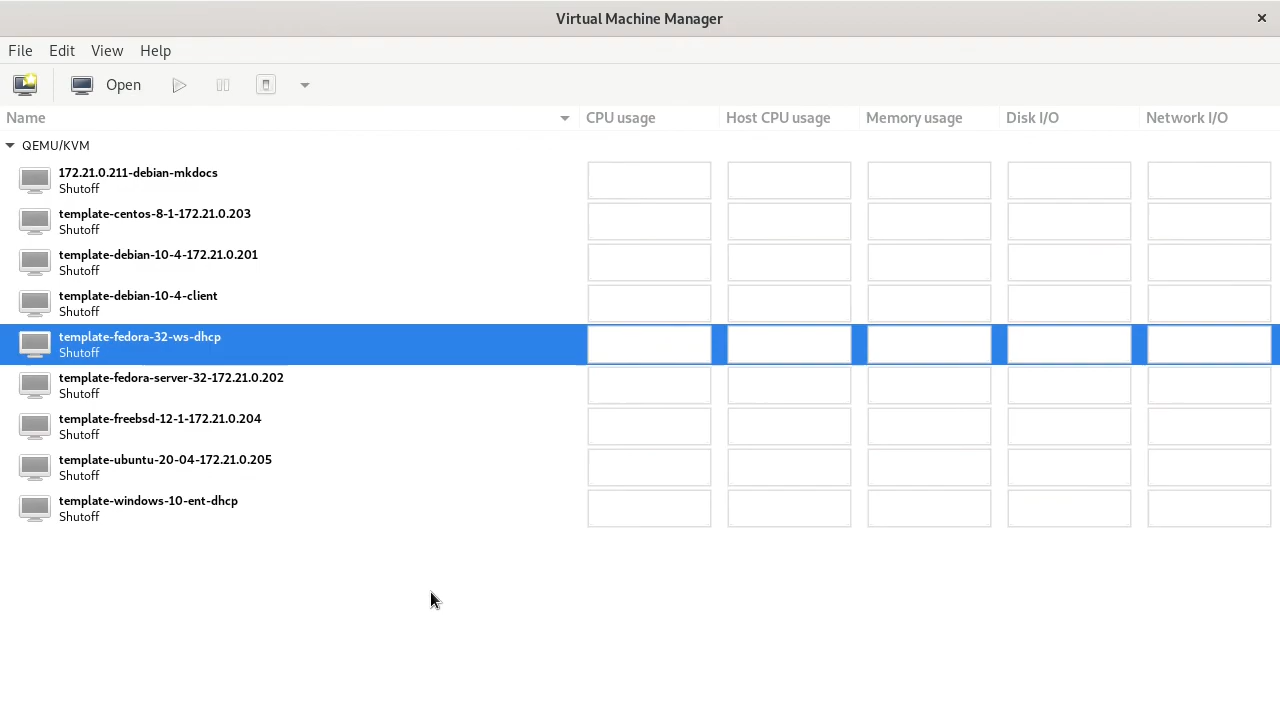 Virtual Machine Manager
File Edit View Help
Open
Name CPU usage Host CPU usage Memory usage Disk I/O Network I/O
QEMU/KVM
172.21.0.211-debian-mkdocs
Shutoff
template-centos-8-1-172.21.0.203
Shutoff
template-debian-10-4-172.21.0.201
Shutoff
template-debian-10-4-client
Shutoff
template-fedora-32-ws-dhcp
Shutoff
template-fedora-server-32-172.21.0.202
Shutoff
template-freebsd-12-1-172.21.0.204
Shutoff
template-ubuntu-20-04-172.21.0.205
Shutoff
template-windows-10-ent-dhcp
Shutoff